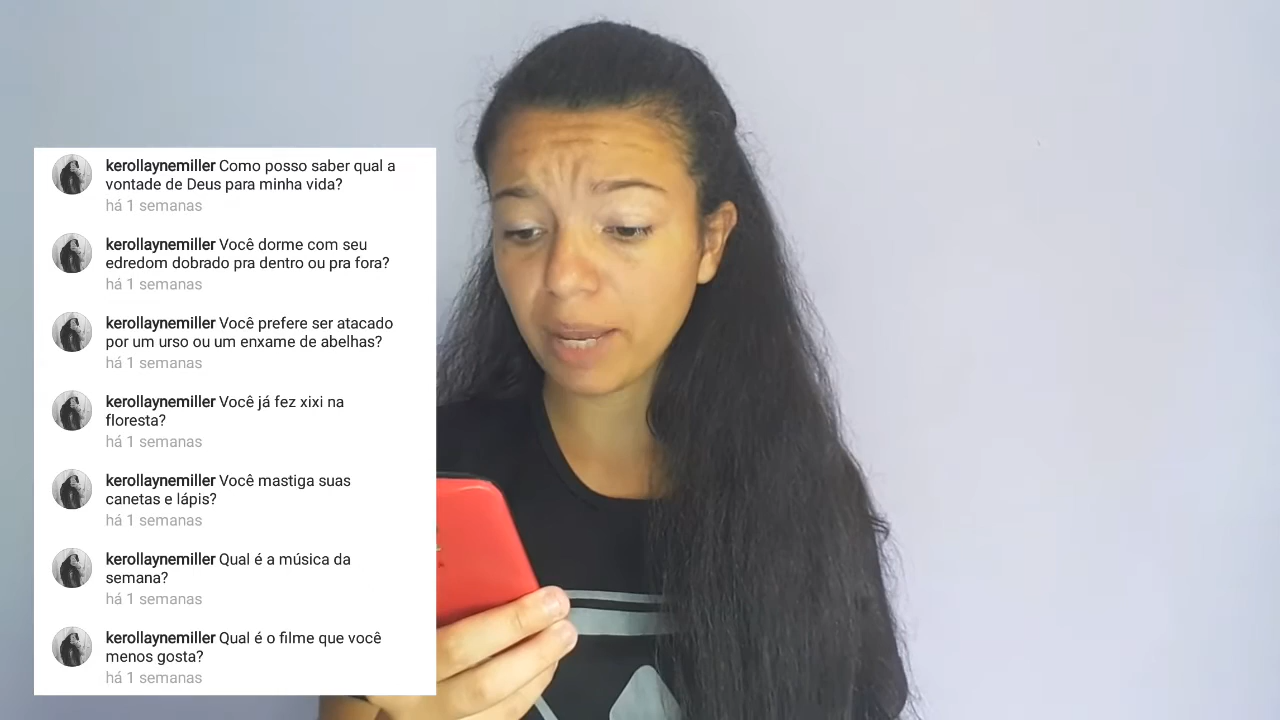 kerollaynemiller Como posso saber qual a
vontade de Deus para minha vida?
há 1 semanas
kerollaynemiller Você dorme com seu
edredom dobrado pra dentro ou pra fora?
há 1 semanas
kerollaynemiller Você prefere ser atacado
por um urso ou um enxame de abelhas?
há 1 semanas
kerollaynemiller Você já fez xixi na
floresta?
há 1 semanas
kerollaynemiller Você mastiga suas
canetas e lápis?
há 1 semanas
kerollaynemiller Qual é a música da
semana?
há 1 semanas
kerollaynemiller Qual é o filme que você
menos gosta?
há 1 semanas